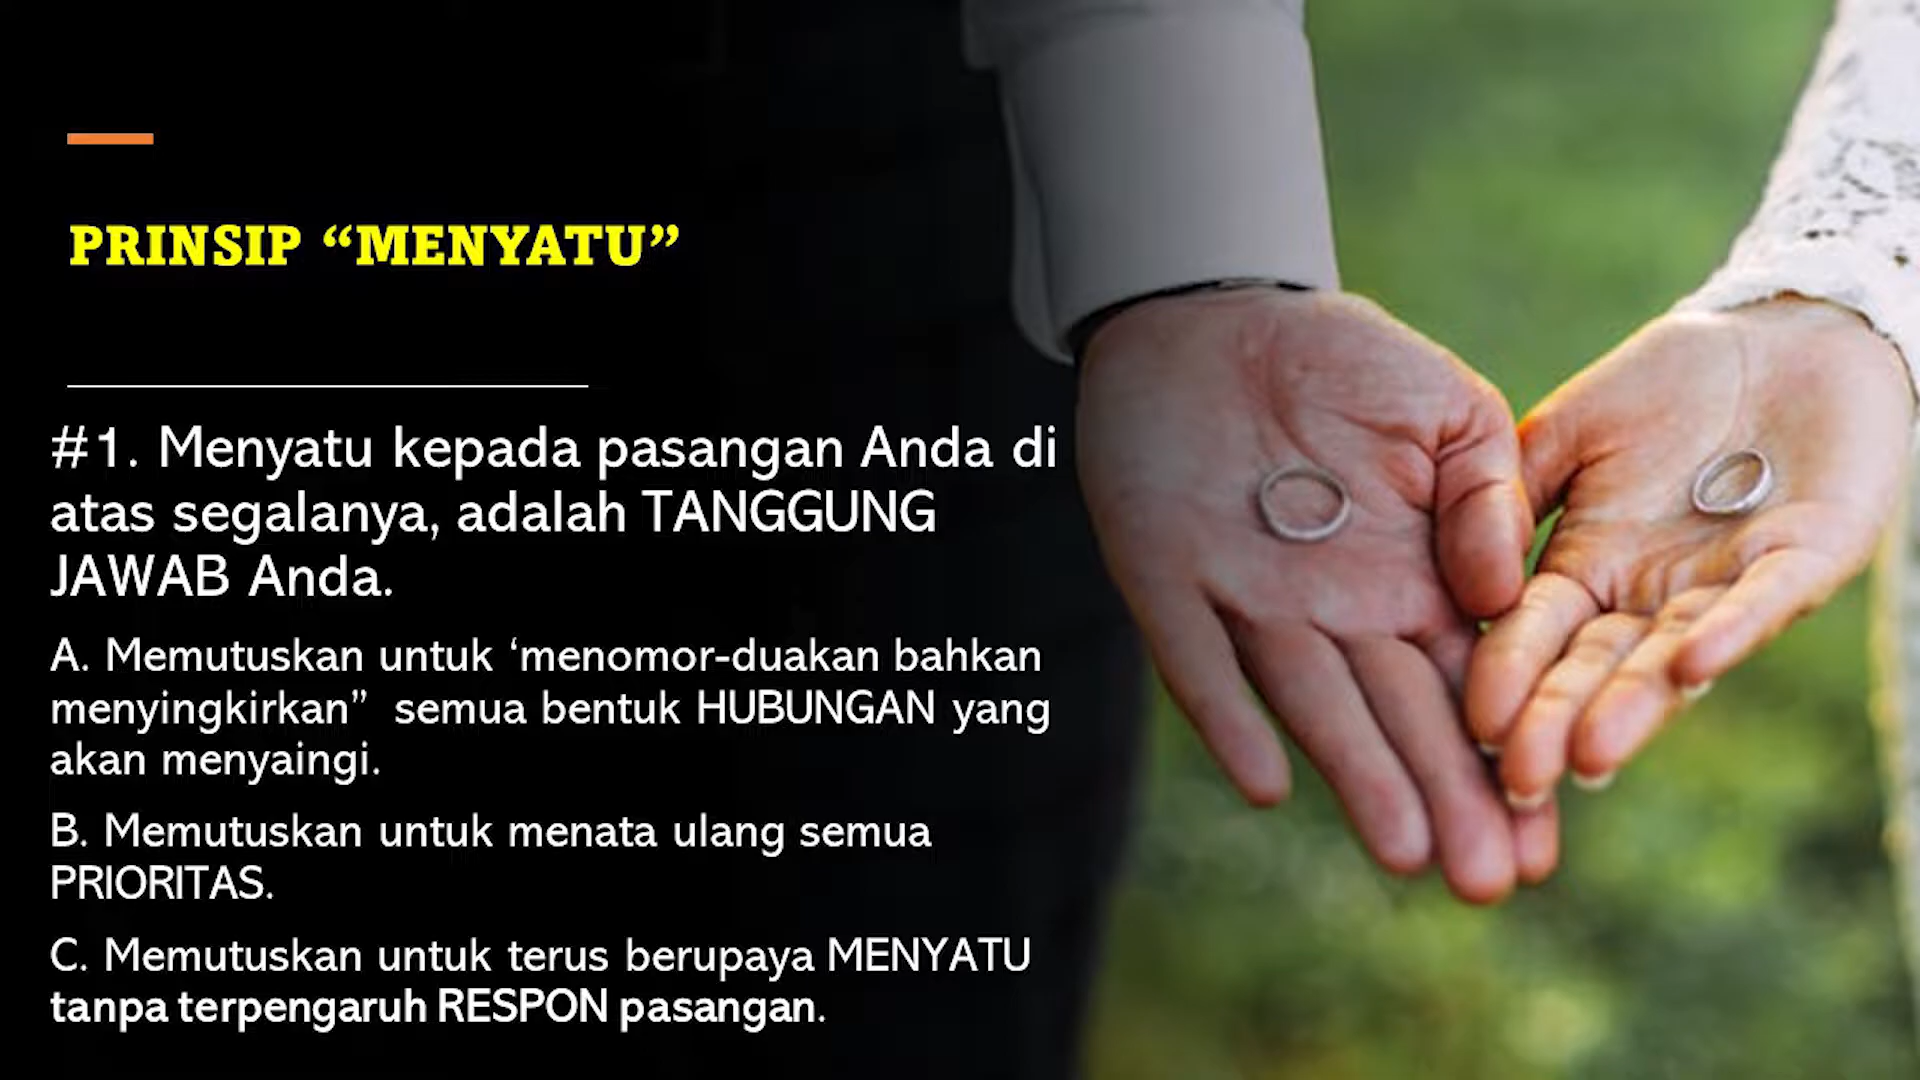 PRINSIP “MENYATU”
#1. Menyatu kepada pasangan Anda di
atas segalanya, adalah TANGGUNG
JAWAB Anda.
A. Memutuskan untuk ‘menomor-duakan bahkan
menyingkirkan”  semua bentuk HUBUNGAN yang
akan menyaingi.
B. Memutuskan untuk menata ulang semua
PRIORITAS.
C. Memutuskan untuk terus berupaya MENYATU
tanpa terpengaruh RESPON pasangan.